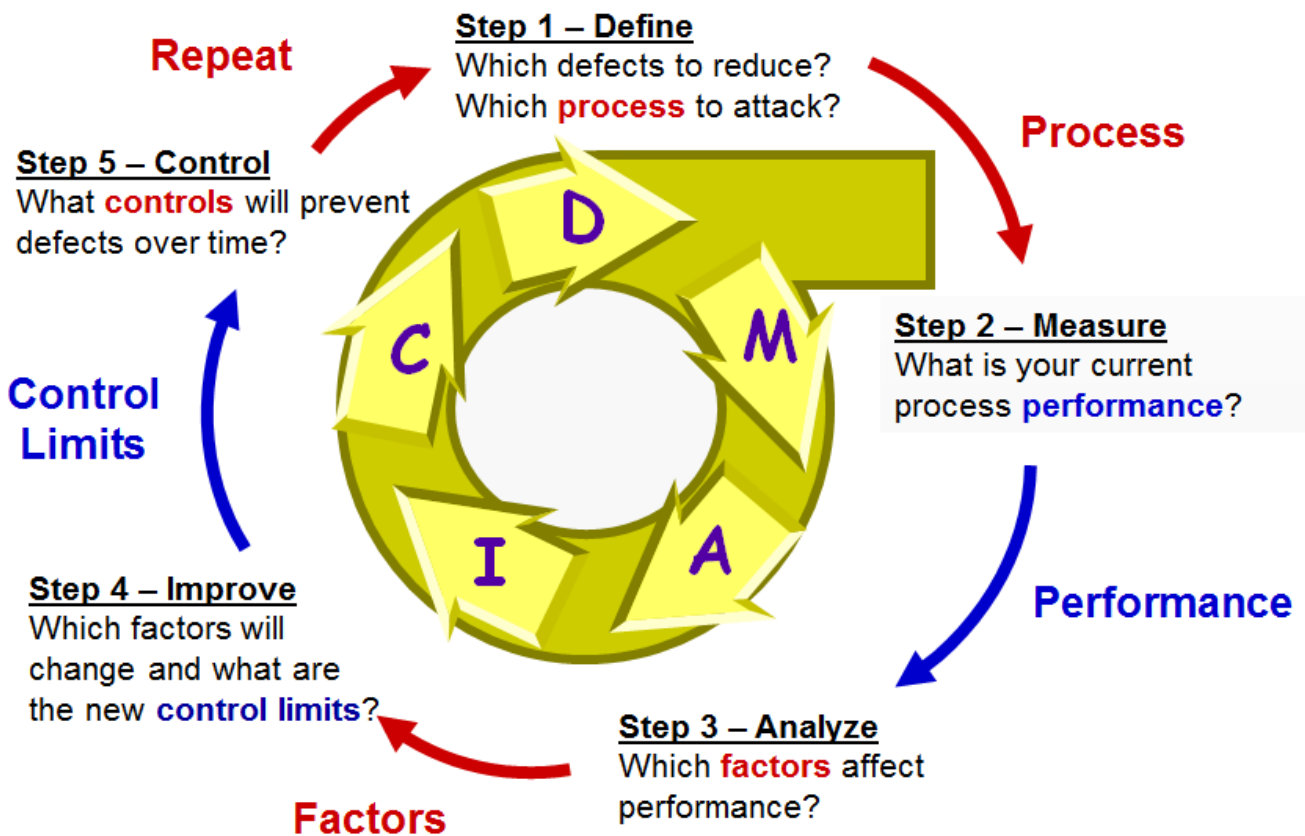 Repeat
Step 1 – Define
Which defects to reduce?
Which process to attack?
Process
Step 2 – Measure
What is your current
process performance?
Performance
Step 3 – Analyze
Which factors affect
performance?
Factors
Step 4 – Improve
Which factors will
change and what are
the new control limits?
Control
Limits
Step 5 – Control
What controls will prevent
defects over time?
D
M
A
I
C